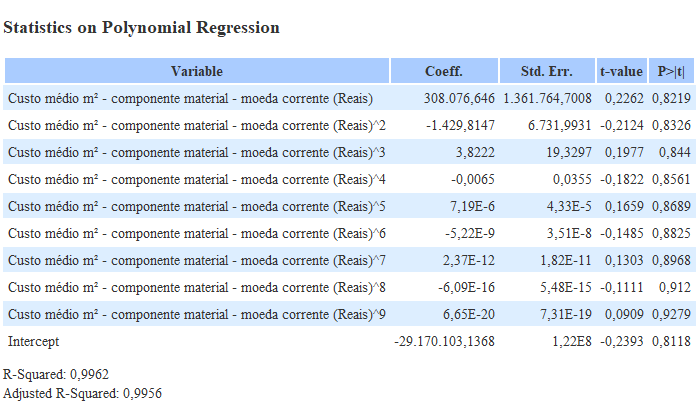 Statistics on Polynomial Regression
Variable Coeff. Std. Err. t-value P>|t|
Custo médio m² - componente material - moeda corrente (Reais) 308.076,646 1.361.764,7008 0,2262 0,8219
Custo médio m² - componente material - moeda corrente (Reais)^2 -1.429,8147 6.731,9931 -0,2124 0,8326
Custo médio m² - componente material - moeda corrente (Reais)^3 3,8222 19,3297 0,1977 0,844
Custo médio m² - componente material - moeda corrente (Reais)^4 -0,0065 0,0355 -0,1822 0,8561
Custo médio m² - componente material - moeda corrente (Reais)^5 7,19E-6 4,33E-5 0,1659 0,8689
Custo médio m² - componente material - moeda corrente (Reais)^6 -5,22E-9 3,51E-8 -0,1485 0,8825
Custo médio m² - componente material - moeda corrente (Reais)^7 2,37E-12 1,82E-11 0,1303 0,8968
Custo médio m² - componente material - moeda corrente (Reais)^8 -6,09E-16 5,48E-15 -0,1111 0,912
Custo médio m² - componente material - moeda corrente (Reais)^9 6,65E-20 7,31E-19 0,0909 0,9279
Intercept -29.170.103,1368 1,22E8 -0,2393 0,8118
R-Squared: 0,9962
Adjusted R-Squared: 0,9956